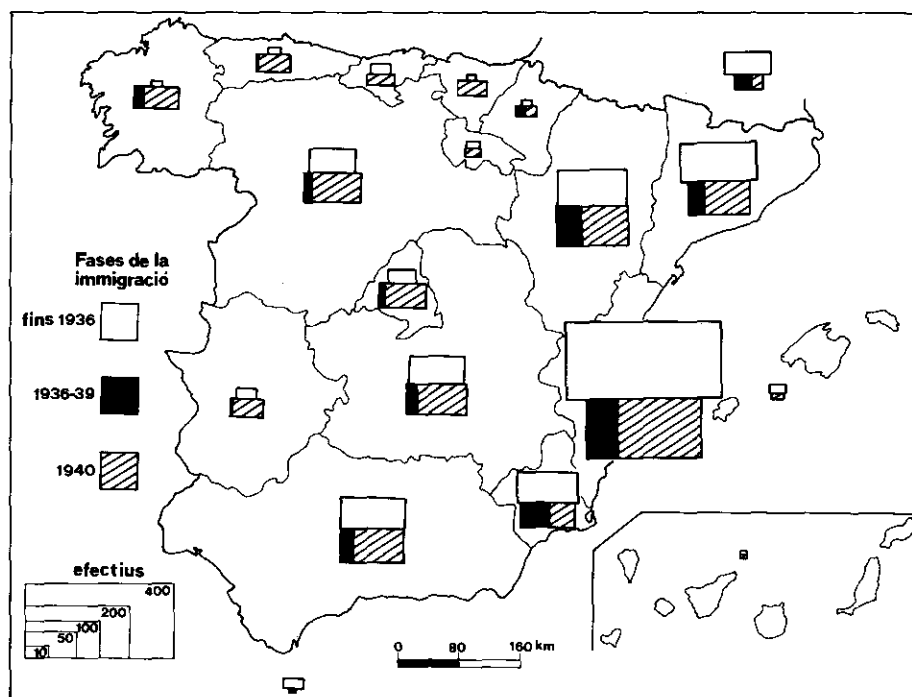 Fases de la
immigració
fins 1936
1936-39
1940
efectius
400
200
100
50
10
0 80 160 km